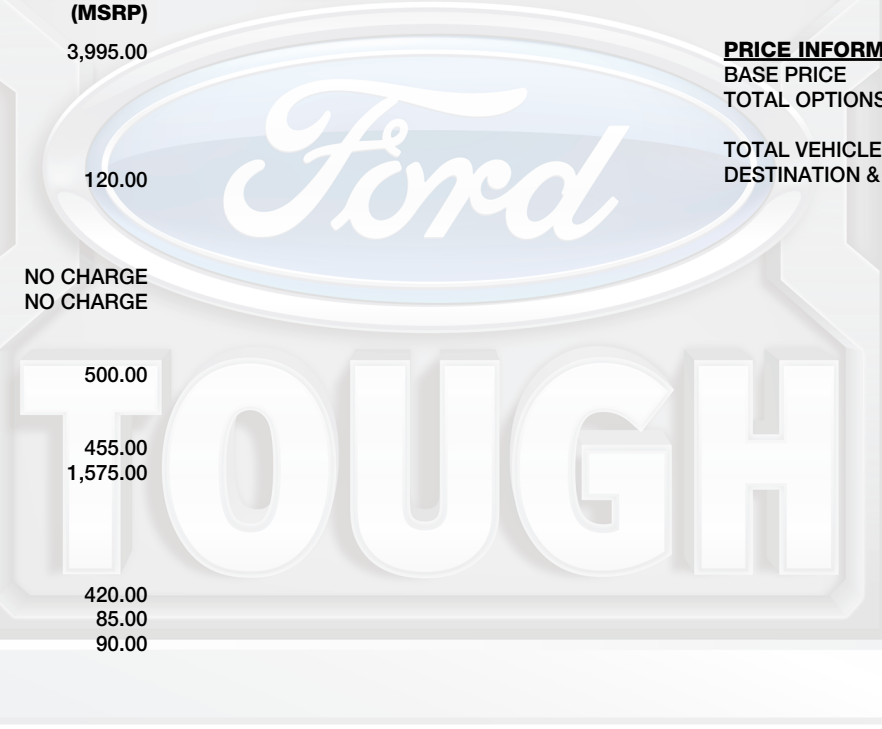 (MSRP)
3,995.00
120.00
NO CHARGE
NO CHARGE
500.00
455.00
1,575.00
420.00
85.00
90.00
PRICE INFORM
BASE PRICE
TOTAL OPTIONS
TOTAL VEHICLE
DESTINATION &
Ford
TOUGH